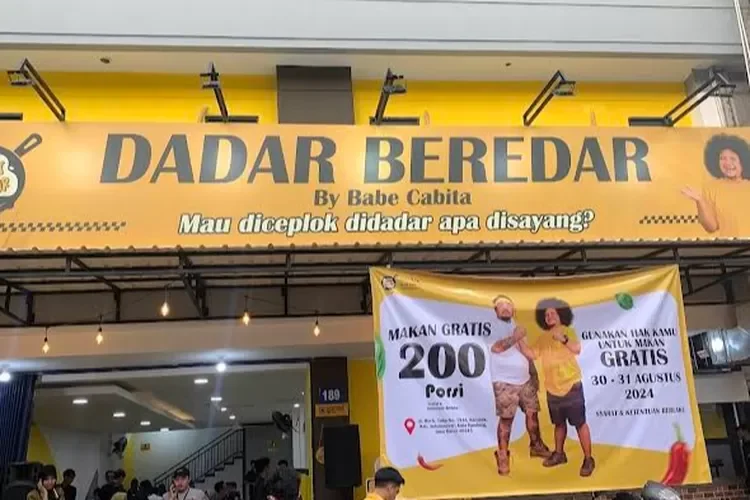 DADAR BEREDAR
By Babe Cabita
Mau diceplok didadar apa disayang?
MAKAN GRATIS
200
Porsi
GUNAKAN HAK KAMU
UNTUK MAKAN
GRATIS
30 - 31 AGUSTUS
2024
SYARAT & KETENTUAN BERLAKU
189